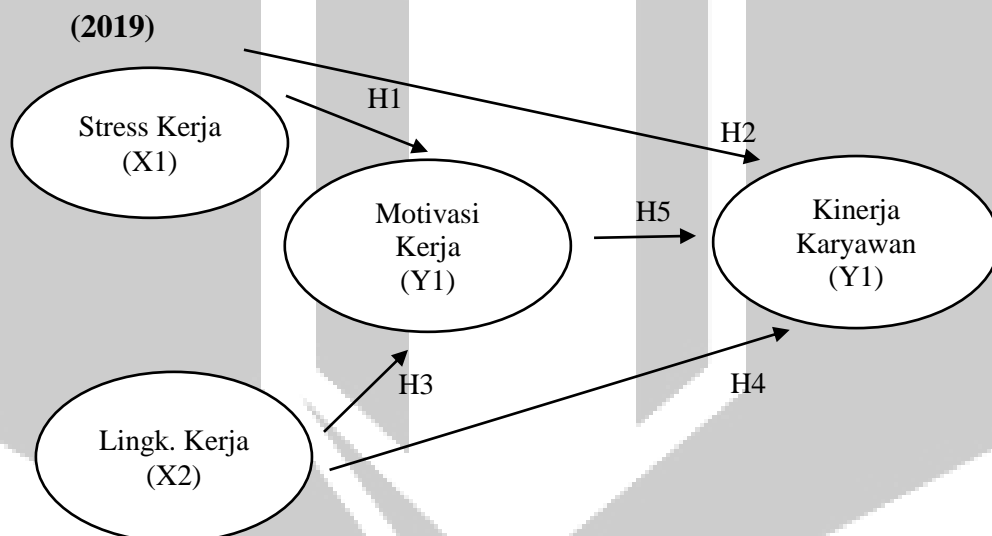 (2019)
Stress Kerja
(X1)
H1
H2
Motivasi
Kerja
(Y1)
H5
Kinerja
Karyawan
(Y1)
H3
H4
Lingk. Kerja
(X2)